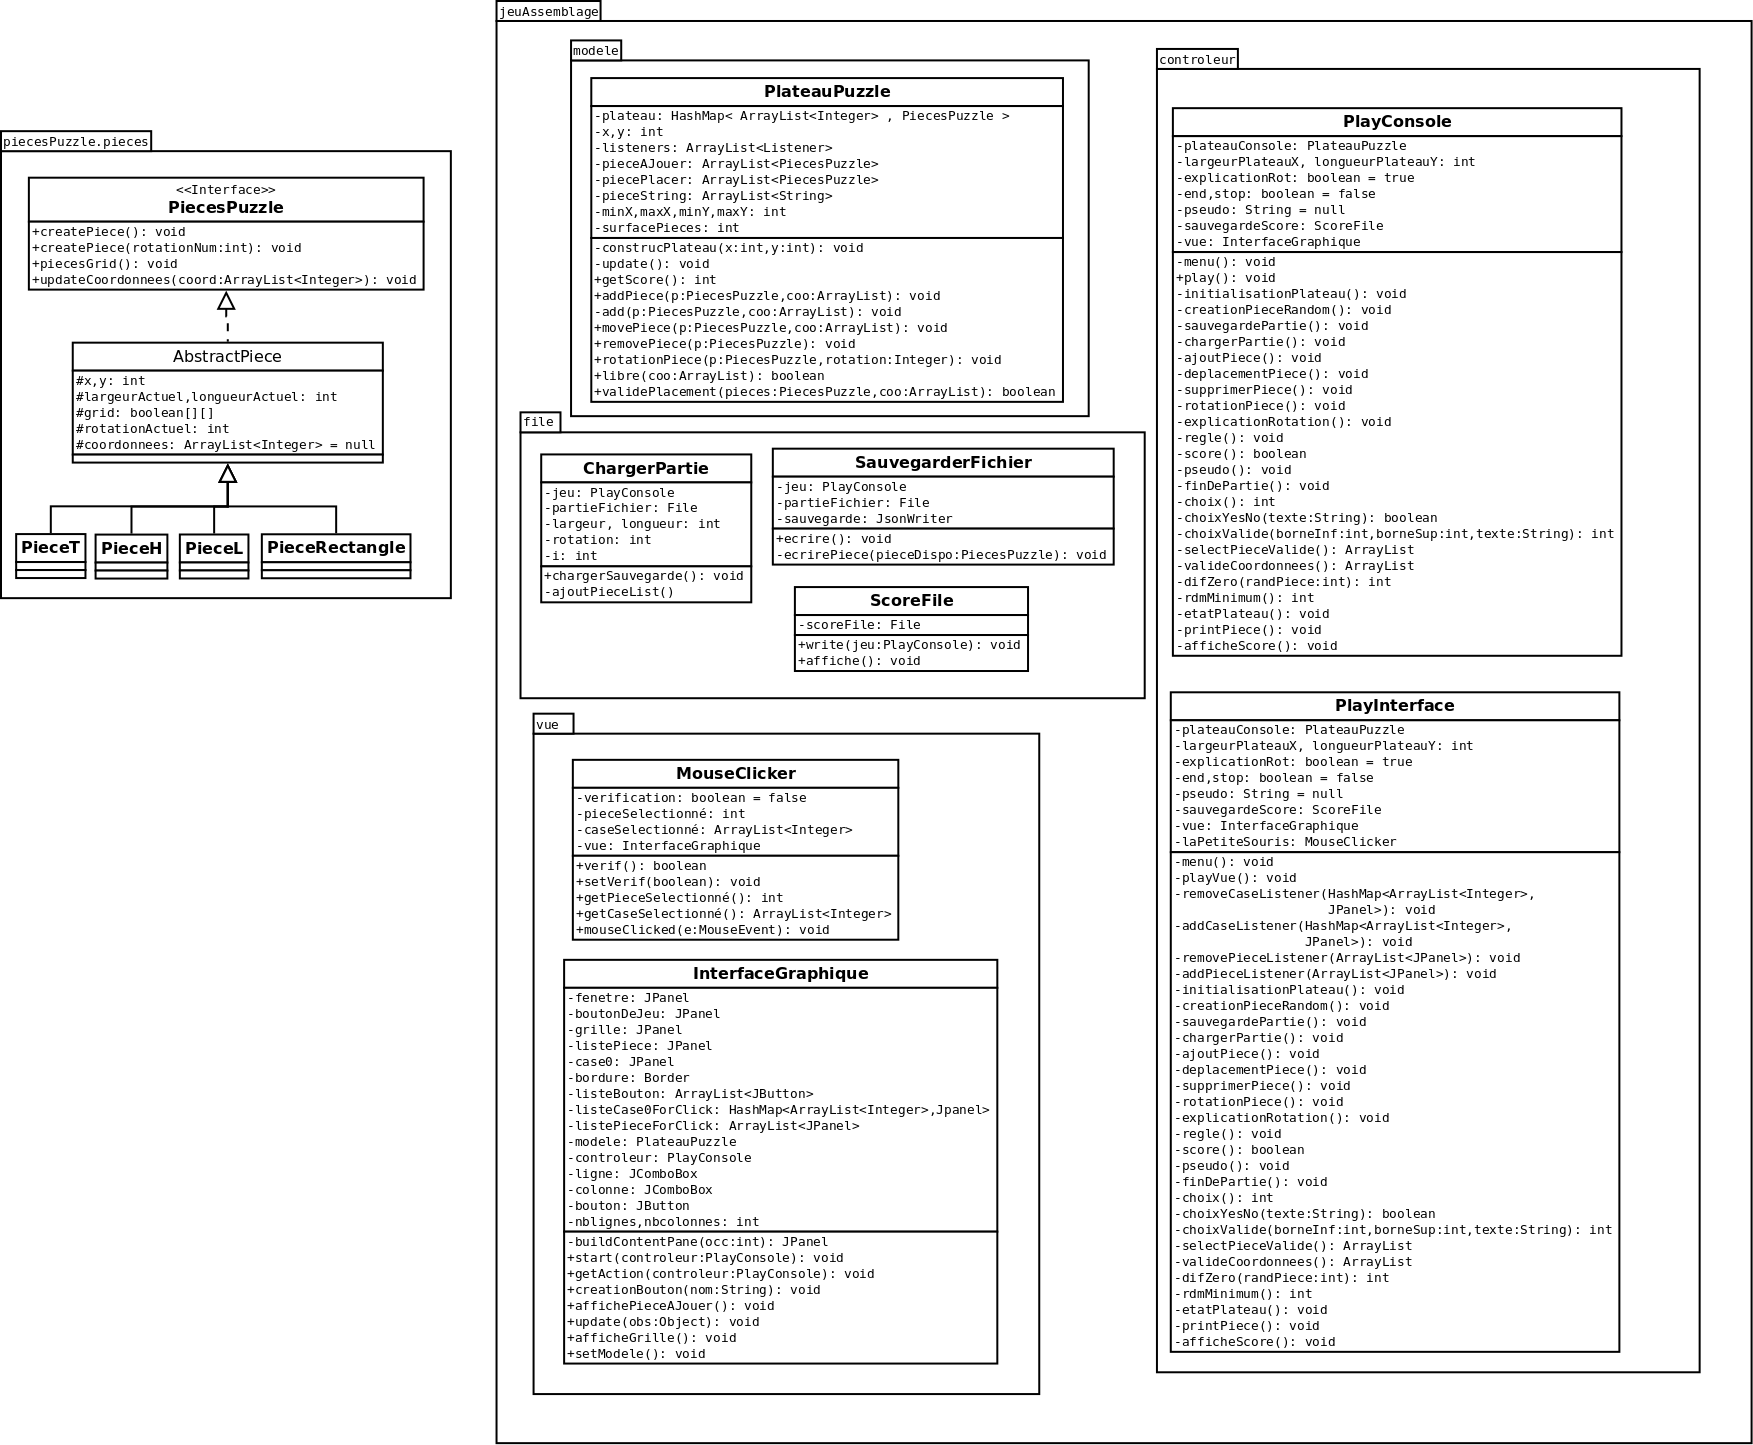 piecesPuzzle.pieces
<<Interface>>
PiecesPuzzle
+createPiece(): void
+createPiece(rotationNum:int): void
+piecesGrid(): void
+updateCoordonnees(coord:ArrayList<Integer>): void
AbstractPiece
#x,y: int
#largeurActuel,longueurActuel: int
#grid: boolean[][]
#rotationActuel: int
#coordonnees: ArrayList<Integer> = null
PieceT
PieceH
PieceL
PieceRectangle
jeuAssemblage
modele
PlateauPuzzle
-plateau: HashMap< ArrayList<Integer> , PiecesPuzzle >
-x,y: int
-listeners: ArrayList<Listener>
-pieceAJouer: ArrayList<PiecesPuzzle>
-piecePlacer: ArrayList<PiecesPuzzle>
-pieceString: ArrayList<String>
-minX,maxX,minY,maxY: int
-surfacePieces: int
-construcPlateau(x:int,y:int): void
-update(): void
+getScore(): int
+addPiece(p:PiecesPuzzle,coo:ArrayList): void
-add(p:PiecesPuzzle,coo:ArrayList): void
+movePiece(p:PiecesPuzzle,coo:ArrayList): void
+removePiece(p:PiecesPuzzle): void
+rotationPiece(p:PiecesPuzzle,rotation:Integer): void
+libre(coo:ArrayList): boolean
+validePlacement(pieces:PiecesPuzzle,coo:ArrayList): boolean
file
ChargerPartie
-jeu: PlayConsole
-partieFichier: File
-largeur, longueur: int
-rotation: int
-i: int
+chargerSauvegarde(): void
-ajoutPieceList()
SauvegarderFichier
-jeu: PlayConsole
-partieFichier: File
-sauvegarde: JsonWriter
+ecrire(): void
-ecrirePiece(pieceDispo:PiecesPuzzle): void
ScoreFile
-scoreFile: File
+write(jeu:PlayConsole): void
+affiche(): void
vue
MouseClicker
-verification: boolean = false
-pieceSelectionné: int
-caseSelectionné: ArrayList<Integer>
-vue: InterfaceGraphique
+verif(): boolean
+setVerif(boolean): void
+getPieceSelectionné(): int
+getCaseSelectionné(): ArrayList<Integer>
+mouseClicked(e:MouseEvent): void
InterfaceGraphique
-fenetre: JPanel
-boutonDeJeu: JPanel
-grille: JPanel
-listePiece: JPanel
-case0: JPanel
-bordure: Border
-listeBouton: ArrayList<JButton>
-listeCase0ForClick: HashMap<ArrayList<Integer>,Jpanel>
-listePieceForClick: ArrayList<JPanel>
-modele: PlateauPuzzle
-controleur: PlayConsole
-ligne: JComboBox
-colonne: JComboBox
-bouton: JButton
-nblignes,nbcolonnes: int
-buildContentPane(occ:int): JPanel
+start(controleur:PlayConsole): void
+getAction(controleur:PlayConsole): void
+creationBouton(nom:String): void
+affichePieceAJouer(): void
+update(obs:Object): void
+afficheGrille(): void
+setModele(): void
controleur
PlayConsole
-plateauConsole: PlateauPuzzle
-largeurPlateauX, longueurPlateauY: int
-explicationRot: boolean = true
-end,stop: boolean = false
-pseudo: String = null
-sauvegardeScore: ScoreFile
-vue: InterfaceGraphique
-menu(): void
+play(): void
-initialisationPlateau(): void
-creationPieceRandom(): void
-sauvegardePartie(): void
-chargerPartie(): void
-ajoutPiece(): void
-deplacementPiece(): void
-supprimerPiece(): void
-rotationPiece(): void
-explicationRotation(): void
-regle(): void
-score(): boolean
-pseudo(): void
-finDePartie(): void
-choix(): int
-choixYesNo(texte:String): boolean
-choixValide(borneInf:int,borneSup:int,texte:String): int
-selectPieceValide(): ArrayList
-valideCoordonnees(): ArrayList
-difZero(randPiece:int): int
-rdmMinimum(): int
-etatPlateau(): void
-printPiece(): void
-afficheScore(): void
PlayInterface
-plateauConsole: PlateauPuzzle
-largeurPlateauX, longueurPlateauY: int
-explicationRot: boolean = true
-end,stop: boolean = false
-pseudo: String = null
-sauvegardeScore: ScoreFile
-vue: InterfaceGraphique
-laPetiteSouris: MouseClicker
-menu(): void
-playVue(): void
-removeCaseListener(HashMap<ArrayList<Integer>,
JPanel>): void
-addCaseListener(HashMap<ArrayList<Integer>,
JPanel>): void
-removePieceListener(ArrayList<JPanel>): void
-addPieceListener(ArrayList<JPanel>): void
-initialisationPlateau(): void
-creationPieceRandom(): void
-sauvegardePartie(): void
-chargerPartie(): void
-ajoutPiece(): void
-deplacementPiece(): void
-supprimerPiece(): void
-rotationPiece(): void
-explicationRotation(): void
-regle(): void
-score(): boolean
-pseudo(): void
-finDePartie(): void
-choix(): int
-choixYesNo(texte:String): boolean
-choixValide(borneInf:int,borneSup:int,texte:String): int
-selectPieceValide(): ArrayList
-valideCoordonnees(): ArrayList
-difZero(randPiece:int): int
-rdmMinimum(): int
-etatPlateau(): void
-printPiece(): void
-afficheScore(): void